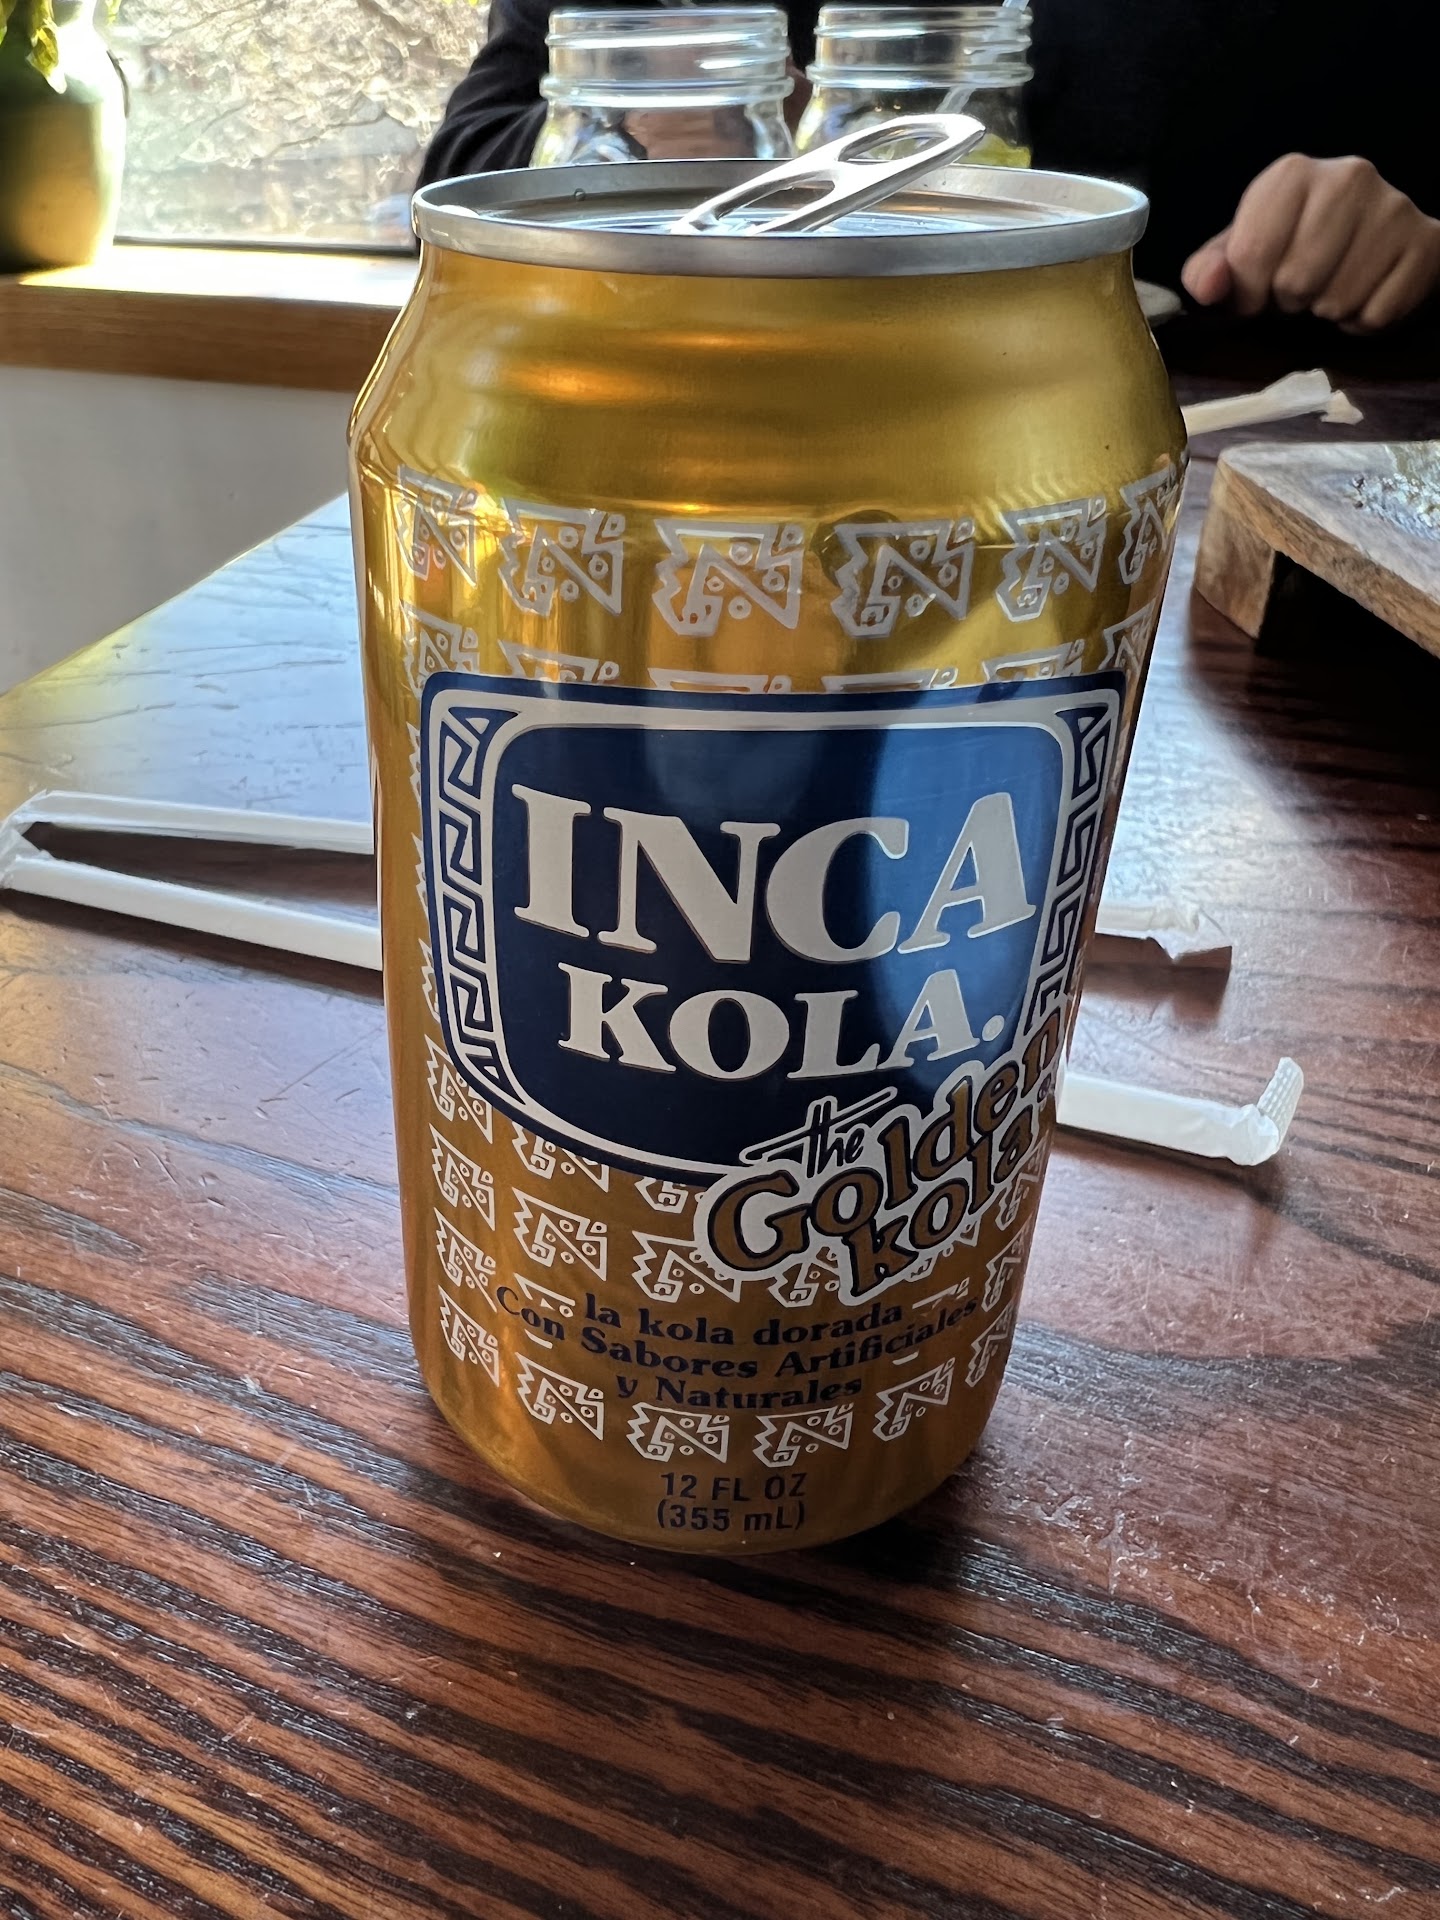 INCA
KOLA.
the
Golden
kola
la kola dorada
Con Sabores Artificiales
y Naturales
12 FL OZ
(355 mL)